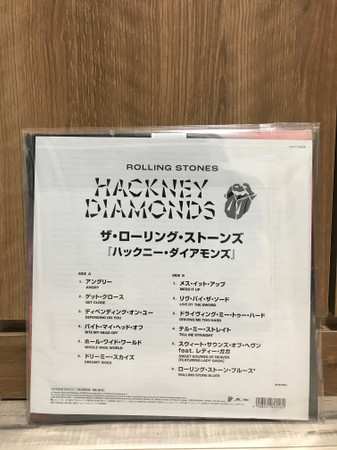 ROLLING STONES
HACKNEY
DIAMONDS
ザ・ローリング・ストーンズ
『ハックニー・ダイアモンズ』
SIDE A
1. アングリー
ANGRY
2. ゲット・クロース
GET CLOSE
3. ディペンディング・オン・ユー
DEPENDING ON YOU
4. バイト・マイ・ヘッド・オフ
BITE MY HEAD OFF
5. ホール・ワイド・ワールド
WHOLE WIDE WORLD
6. ドリーミー・スカイズ
DREAMY SKIES
SIDE B
1. メス・イット・アップ
MESS IT UP
2. リヴ・バイ・ザ・ソード
LIVE BY THE SWORD
3. ドライヴィング・ミー・トゥー・ハード
DRIVING ME TOO HARD
4. テル・ミー・ストレイト
TELL ME STRAIGHT
5. スウィート・サウンズ・オブ・ヘヴン
feat. レディー・ガガ
SWEET SOUNDS OF HEAVEN
(FEATURING LADY GAGA)
6. ローリング・ストーン・ブルース*
ROLLING STONE BLUES